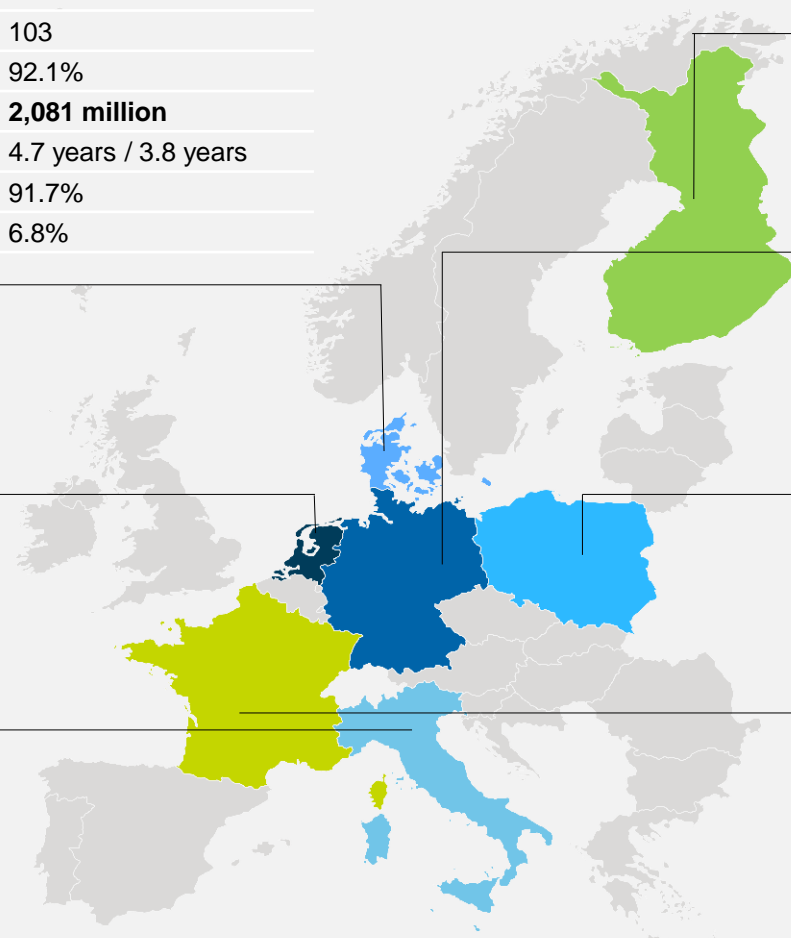 103
92.1%
2,081 million
4.7 years / 3.8 years
91.7%
6.8%